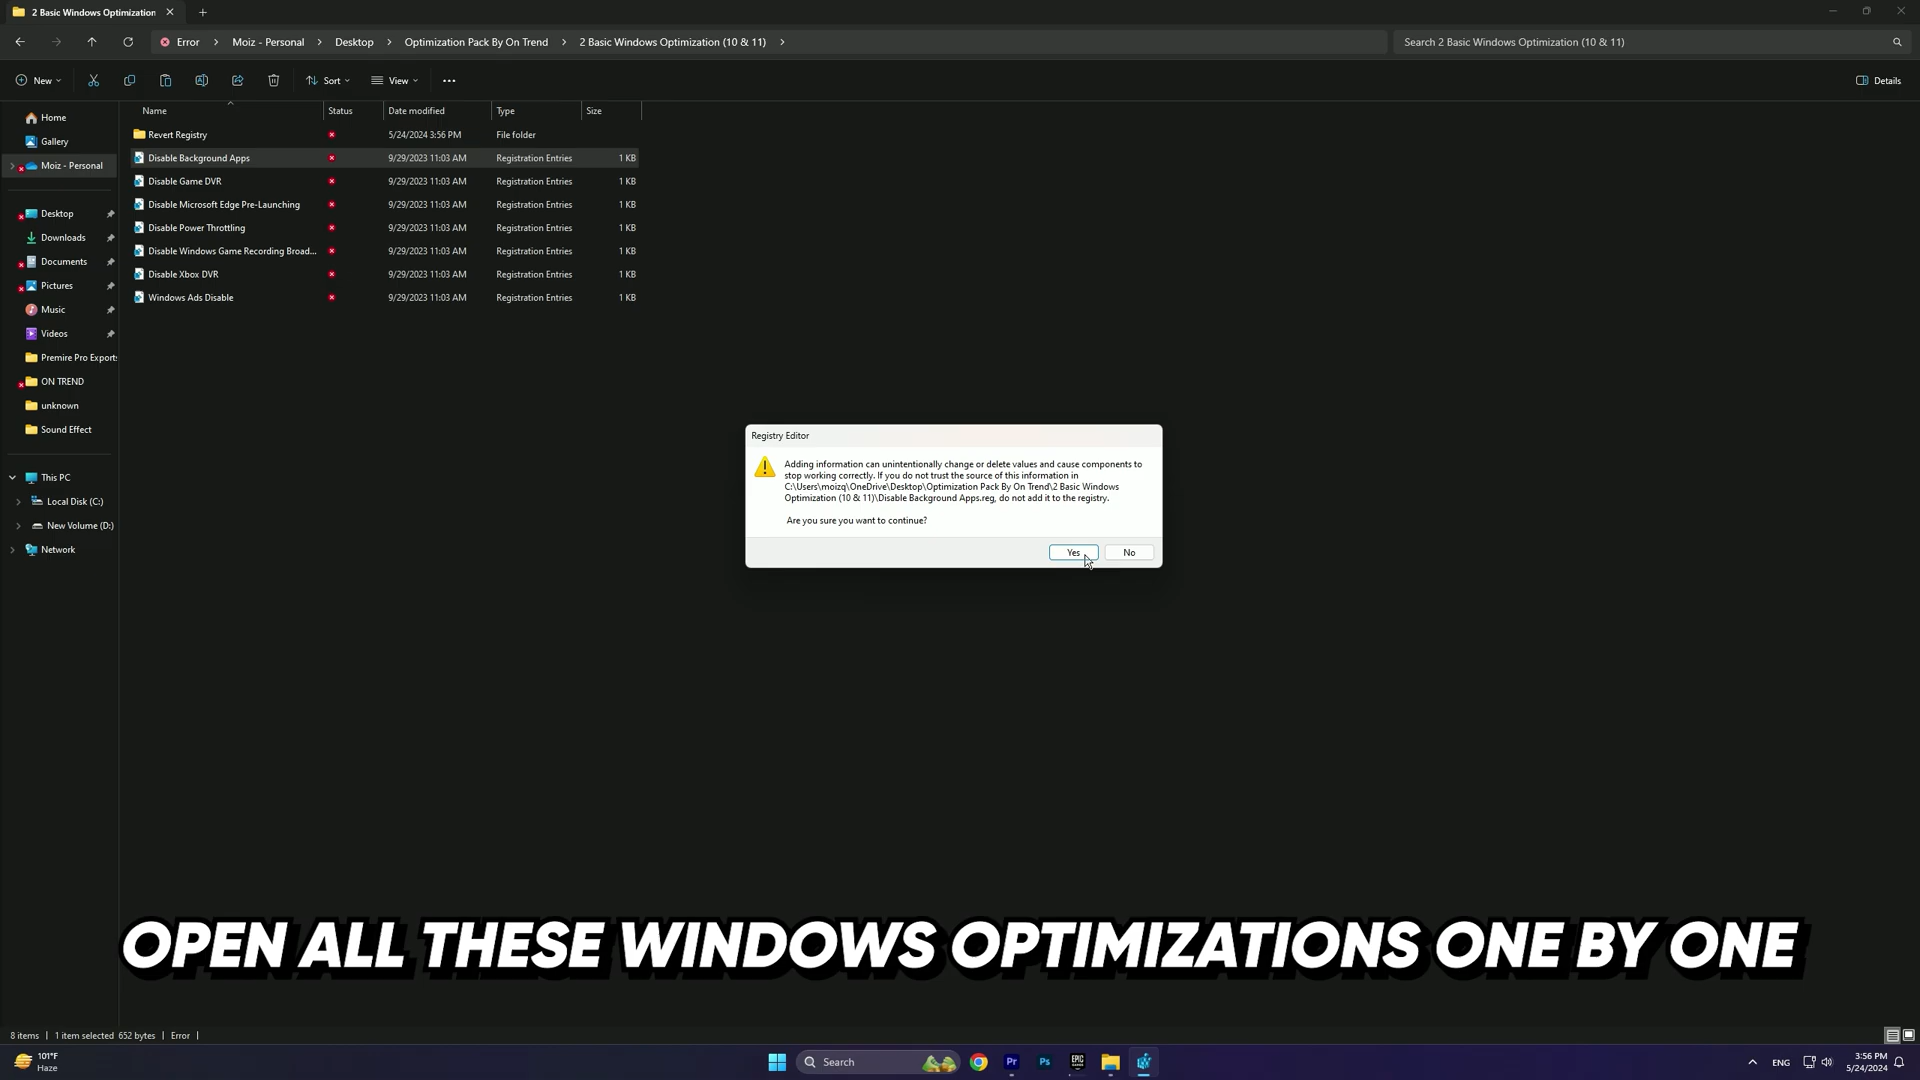 2 Basic Windows Optimization
Error > Moiz - Personal > Desktop > Optimization Pack By On Trend > 2 Basic Windows Optimization (10 & 11) >
Search 2 Basic Windows Optimization (10 & 11)
New
Sort
View
Details
Name Status Date modified Type Size
Revert Registry 5/24/2024 3:56 PM File folder
Disable Background Apps 9/29/2023 11:03 AM Registration Entries 1 KB
Disable Game DVR 9/29/2023 11:03 AM Registration Entries 1 KB
Disable Microsoft Edge Pre-Launching 9/29/2023 11:03 AM Registration Entries 1 KB
Disable Power Throttling 9/29/2023 11:03 AM Registration Entries 1 KB
Disable Windows Game Recording Broad... 9/29/2023 11:03 AM Registration Entries 1 KB
Disable Xbox DVR 9/29/2023 11:03 AM Registration Entries 1 KB
Windows Ads Disable 9/29/2023 11:03 AM Registration Entries 1 KB
Home
Gallery
Moiz - Personal
Desktop
Downloads
Documents
Pictures
Music
Videos
Premire Pro Exports
ON TREND
unknown
Sound Effect
This PC
Local Disk (C:)
New Volume (D:)
Network
Registry Editor
Adding information can unintentionally change or delete values and cause components to
stop working correctly. If you do not trust the source of this information in
C:\Users\moizq\OneDrive\Desktop\Optimization Pack By On Trend\2 Basic Windows
Optimization (10 & 11)\Disable Background Apps.reg, do not add it to the registry.
Are you sure you want to continue?
Yes No
OPEN ALL THESE WINDOWS OPTIMIZATIONS ONE BY ONE
8 items 1 item selected 652 bytes Error
101°F
Haze
Search
Pr
Ps
EPIC
GAMES
ENG
3:56 PM
5/24/2024